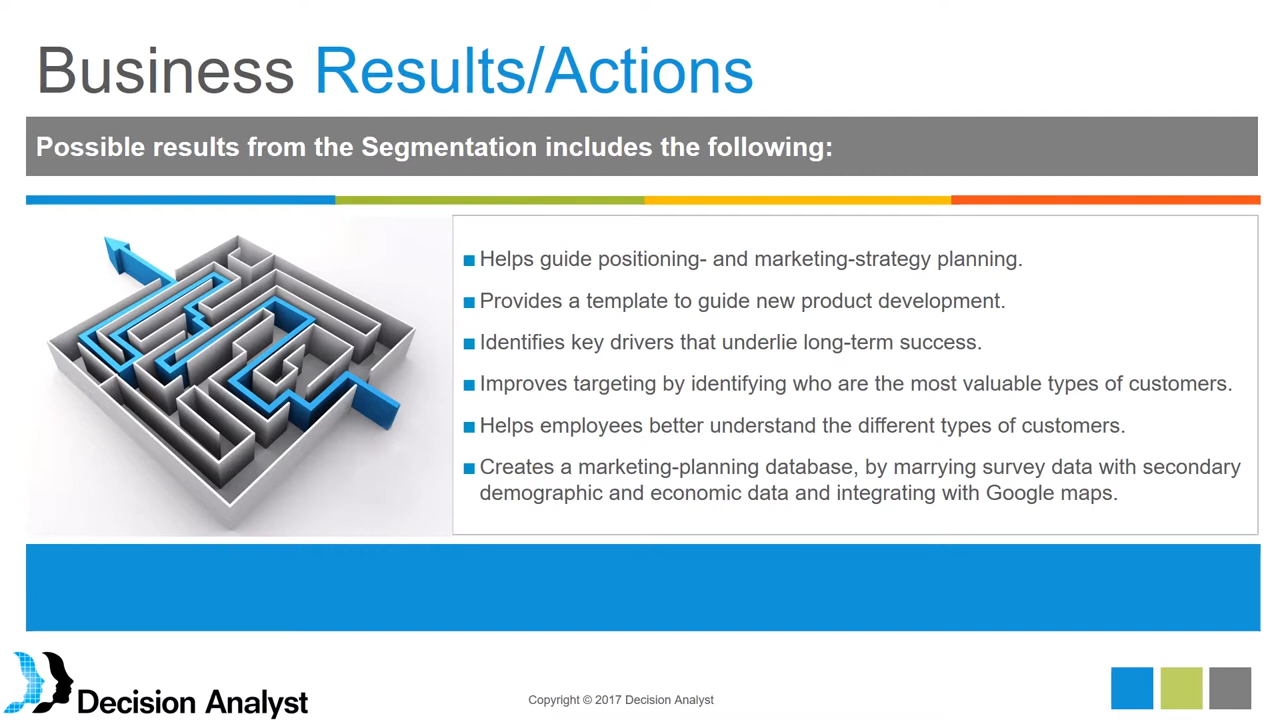 Business Results/Actions
Possible results from the Segmentation includes the following:
Helps guide positioning- and marketing-strategy planning.
Provides a template to guide new product development.
Identifies key drivers that underlie long-term success.
Improves targeting by identifying who are the most valuable types of customers.
Helps employees better understand the different types of customers.
Creates a marketing-planning database, by marrying survey data with secondary
demographic and economic data and integrating with Google maps.
Decision Analyst
Copyright © 2017 Decision Analyst